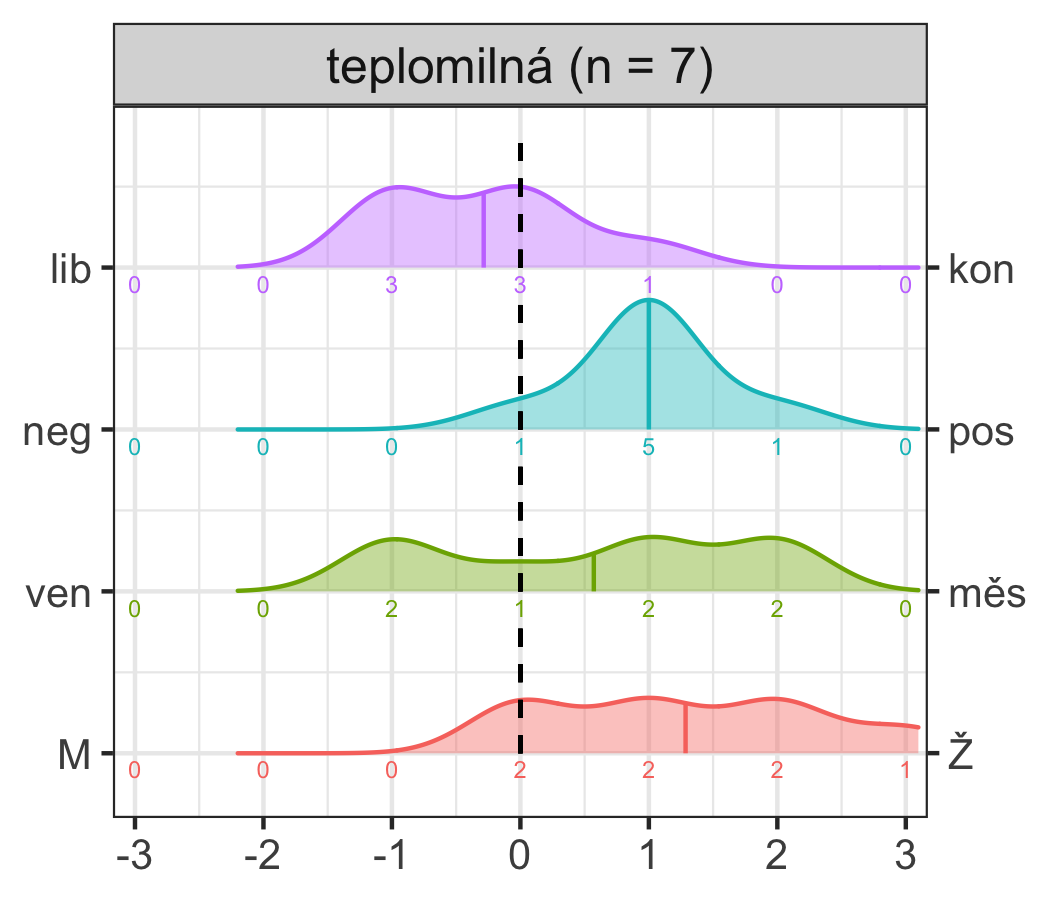 teplomilná (n = 7)
lib kon
0 0 3 3 1 0 0
neg pos
0 0 0 1 5 1 0
ven měs
0 0 2 1 2 2 0
M Ž
0 0 0 2 2 2 1
-3 -2 -1 0 1 2 3